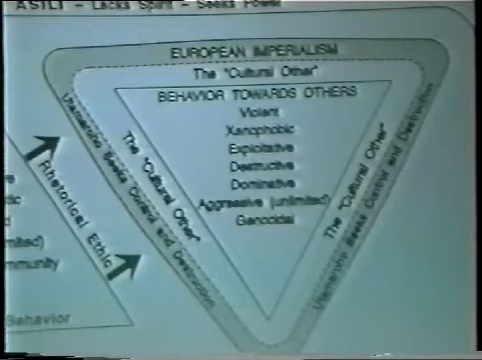 ASILI - Lacks Spirit - Seeks Power
EUROPEAN IMPERIALISM
The "Cultural Other"
BEHAVIOR TOWARDS OTHERS
Violent
Xenophobic
Exploitative
Destructive
Dominative
Aggressive (unlimited)
Genocidal
The "Cultural Other"
The "Cultural Other"
Utamaroho Seeks Control and Destruction
Utamaroho Seeks Control and Destruction
Rhetorical Ethic
mited)
mmunity
Behavior